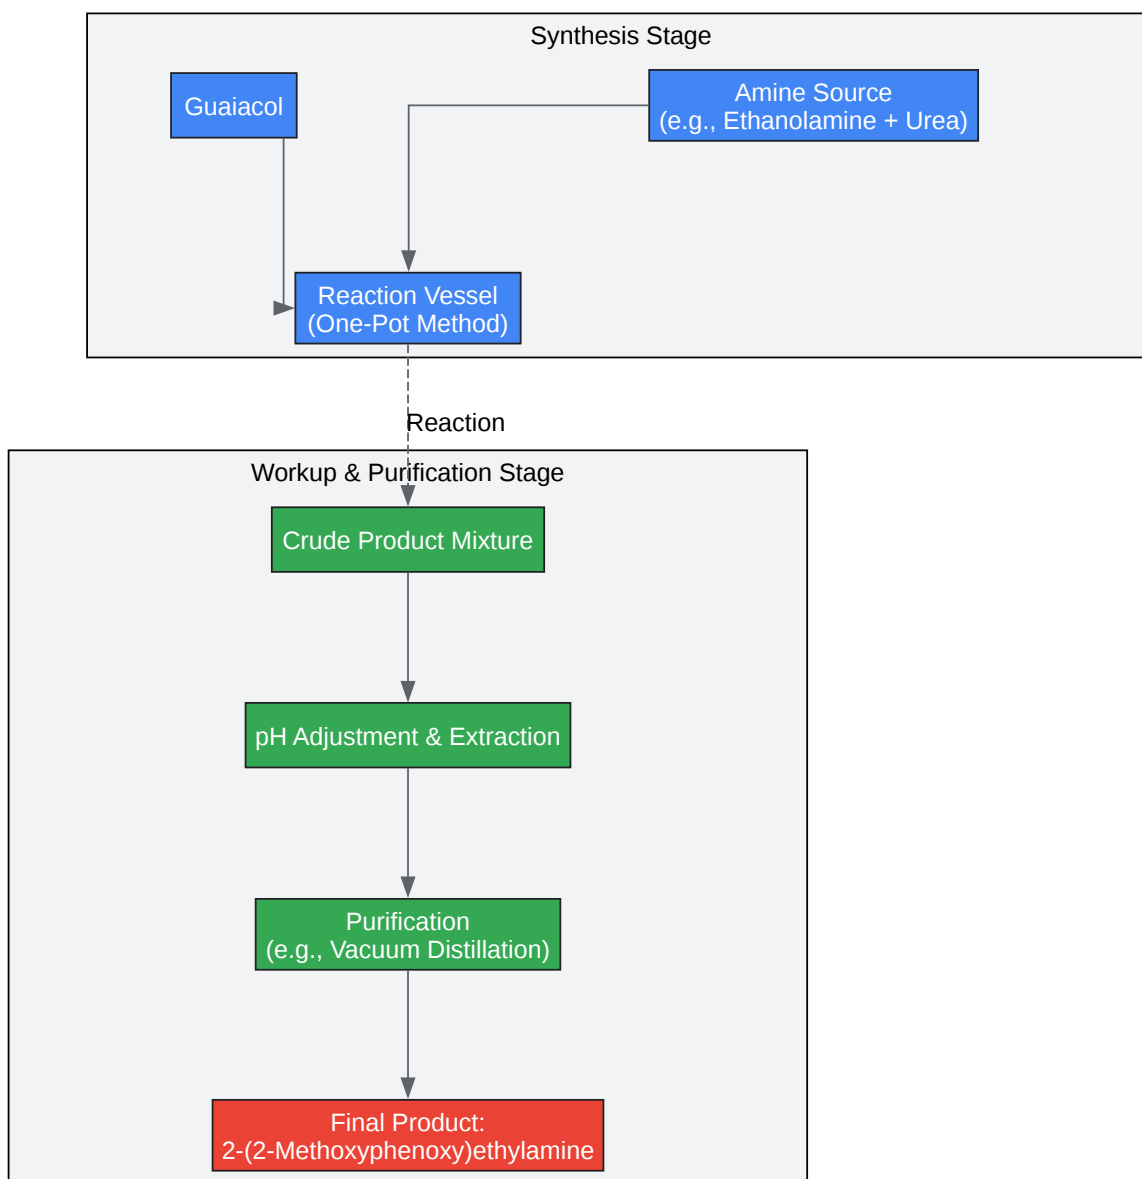 Synthesis Stage
Guaiacol
Amine Source
(e.g., Ethanolamine + Urea)
Reaction Vessel
(One-Pot Method)
Reaction
Workup & Purification Stage
Crude Product Mixture
pH Adjustment & Extraction
Purification
(e.g., Vacuum Distillation)
Final Product:
2-(2-Methoxyphenoxy)ethylamine